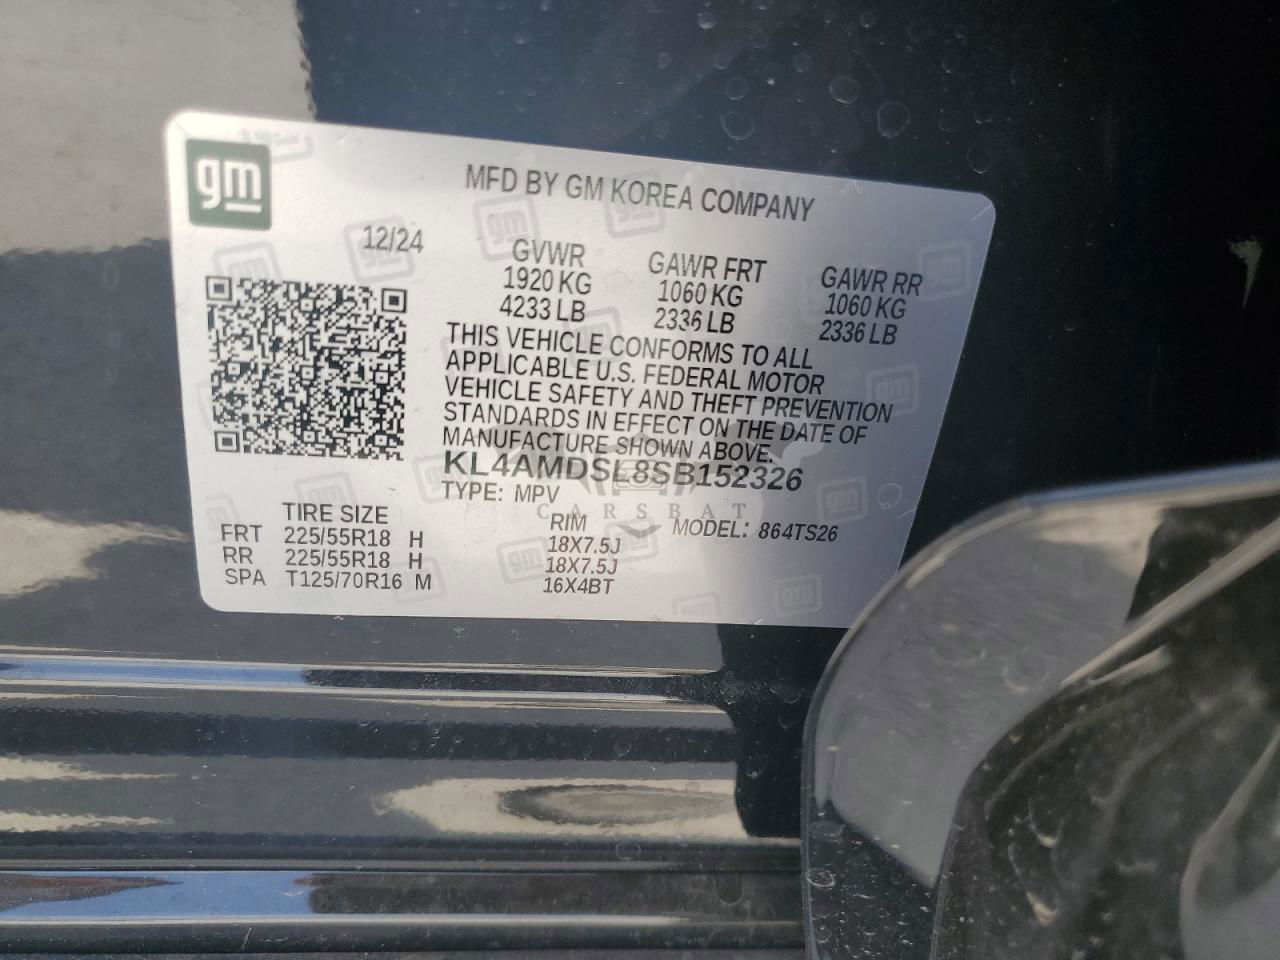 gm
MFD BY GM KOREA COMPANY
12/24
GVWR GAWR FRT GAWR RR
1920 KG 1060 KG 1060 KG
4233 LB 2336 LB 2336 LB
THIS VEHICLE CONFORMS TO ALL
APPLICABLE U.S. FEDERAL MOTOR
VEHICLE SAFETY AND THEFT PREVENTION
STANDARDS IN EFFECT ON THE DATE OF
MANUFACTURE SHOWN ABOVE.
KL4AMDSL8SB152326
TYPE: MPV
CARSBAT
TIRE SIZE RIM MODEL: 864TS26
FRT 225/55R18 H 18X7.5J
RR 225/55R18 H 18X7.5J
SPA T125/70R16 M 16X4BT